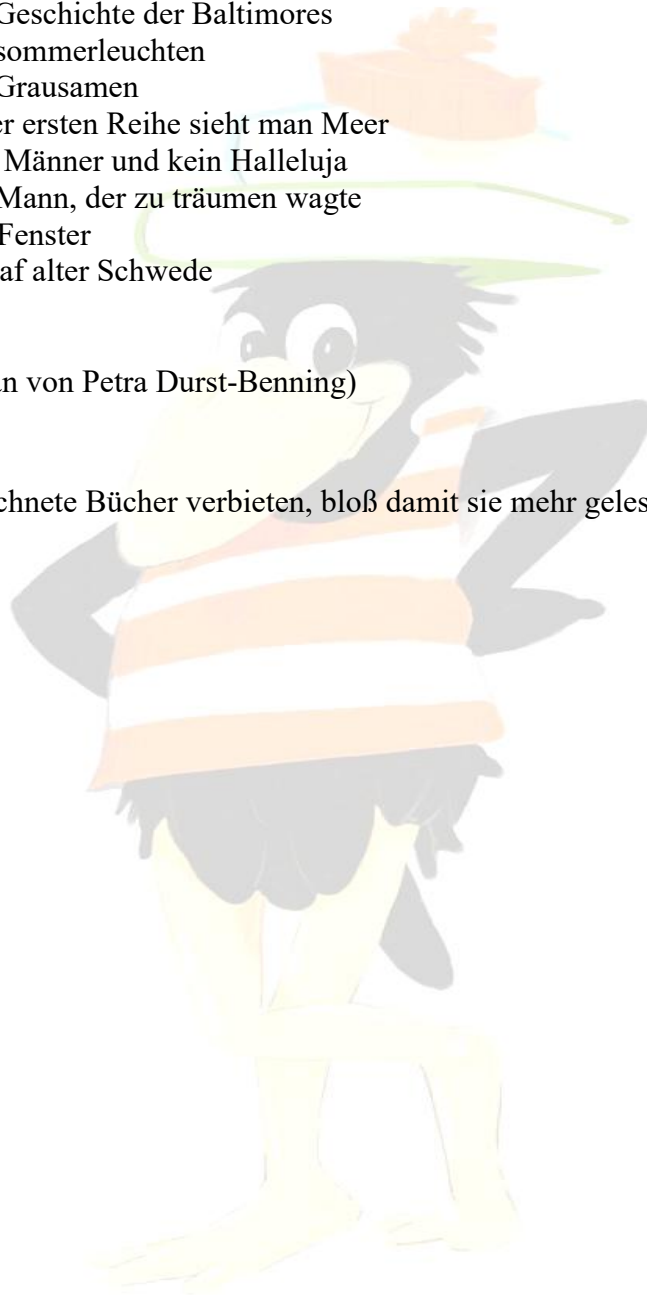 Geschichte der Baltimores
sommerleuchten
Grausamen
er ersten Reihe sieht man Meer
Männer und kein Halleluja
Mann, der zu träumen wagte
Fenster
af alter Schwede
n von Petra Durst-Benning)
chnete Bücher verbieten, bloß damit sie mehr geles